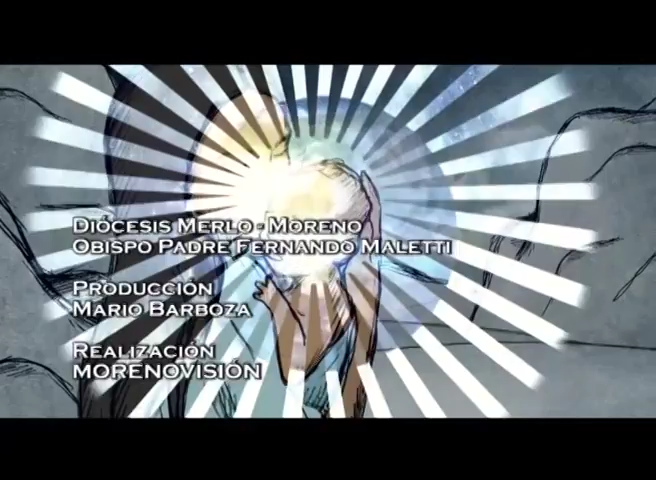 Diócesis Merlo - Moreno
Obispo Padre Fernando Maletti
Producción
Mario Barboza
Realización
MORENOVISIÓN